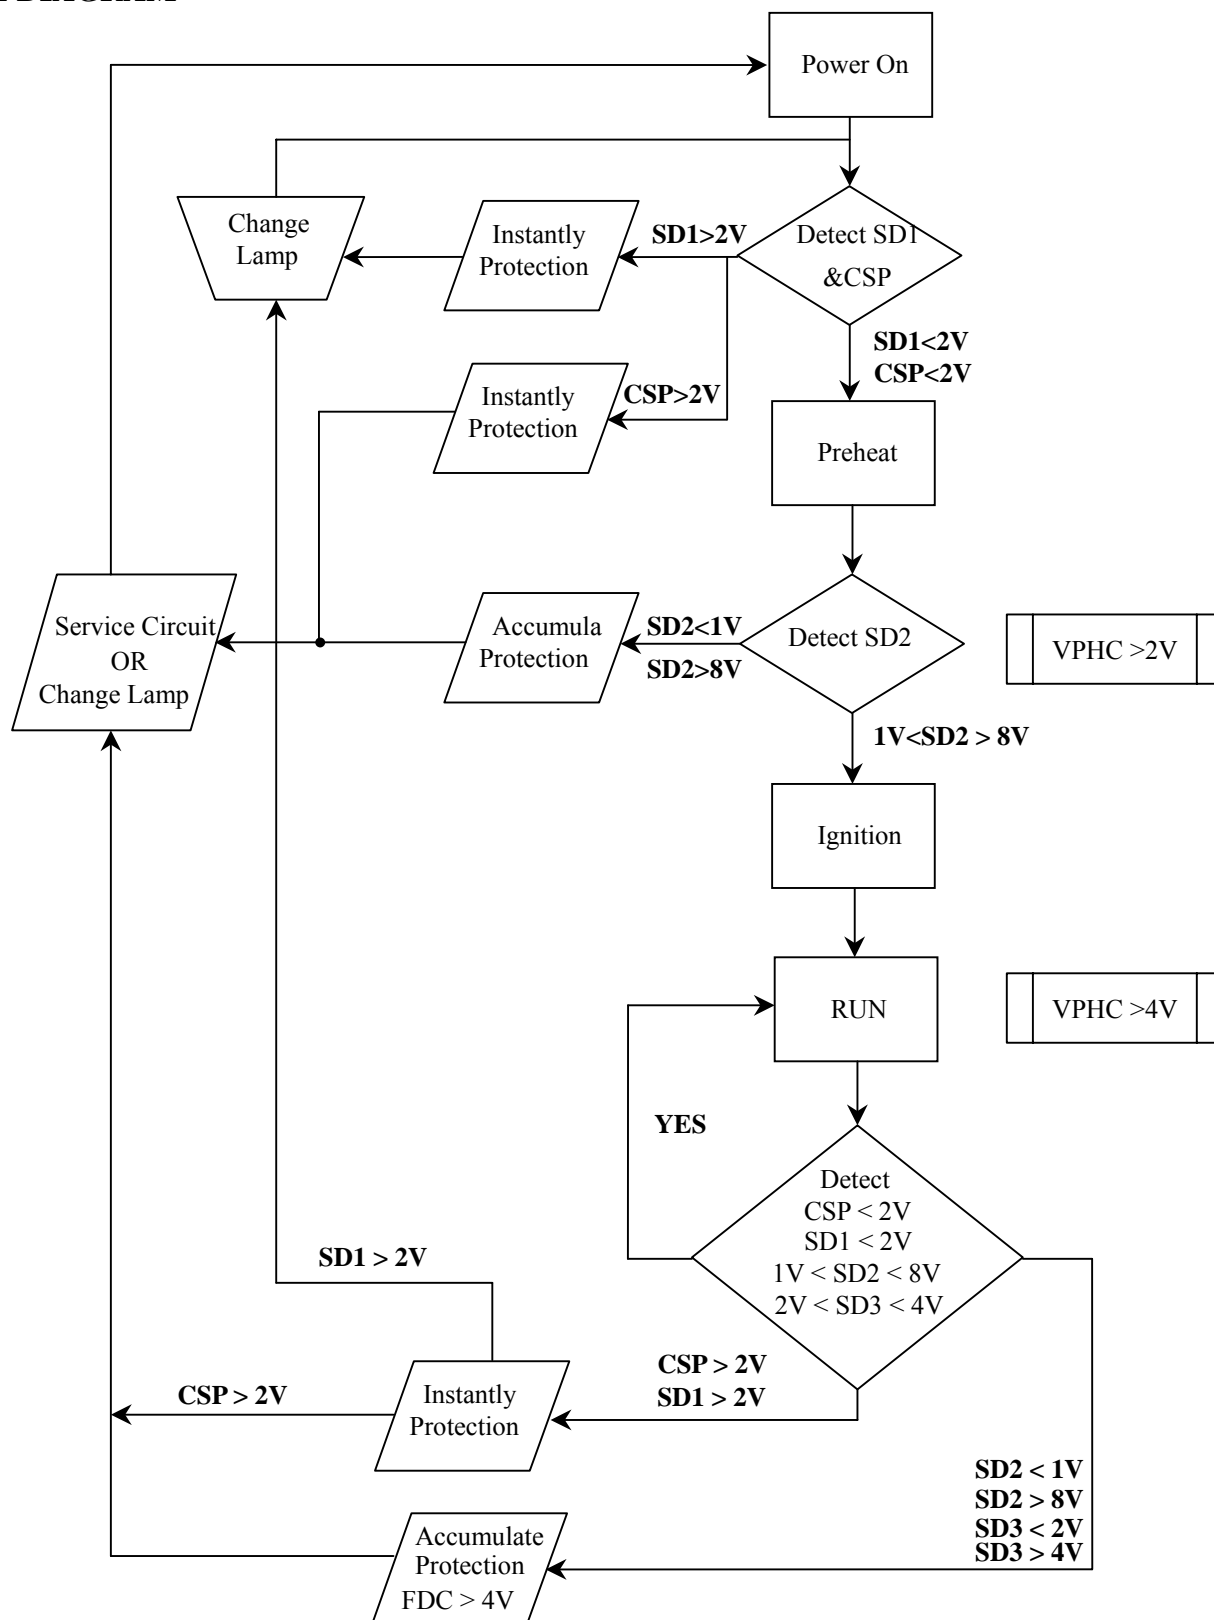 DIAGRAM
Power On
Change
Lamp
Instantly
Protection
SD1>2V
Detect SD1
&CSP
SD1<2V
CSP<2V
Instantly
Protection
CSP>2V
Preheat
Service Circuit
OR
Change Lamp
Accumula
Protection
SD2<1V
SD2>8V
Detect SD2
VPHC >2V
1V<SD2 > 8V
Ignition
RUN
VPHC >4V
YES
Detect
CSP < 2V
SD1 < 2V
1V < SD2 < 8V
2V < SD3 < 4V
SD1 > 2V
CSP > 2V
SD1 > 2V
CSP > 2V
Instantly
Protection
SD2 < 1V
SD2 > 8V
SD3 < 2V
SD3 > 4V
Accumulate
Protection
FDC > 4V